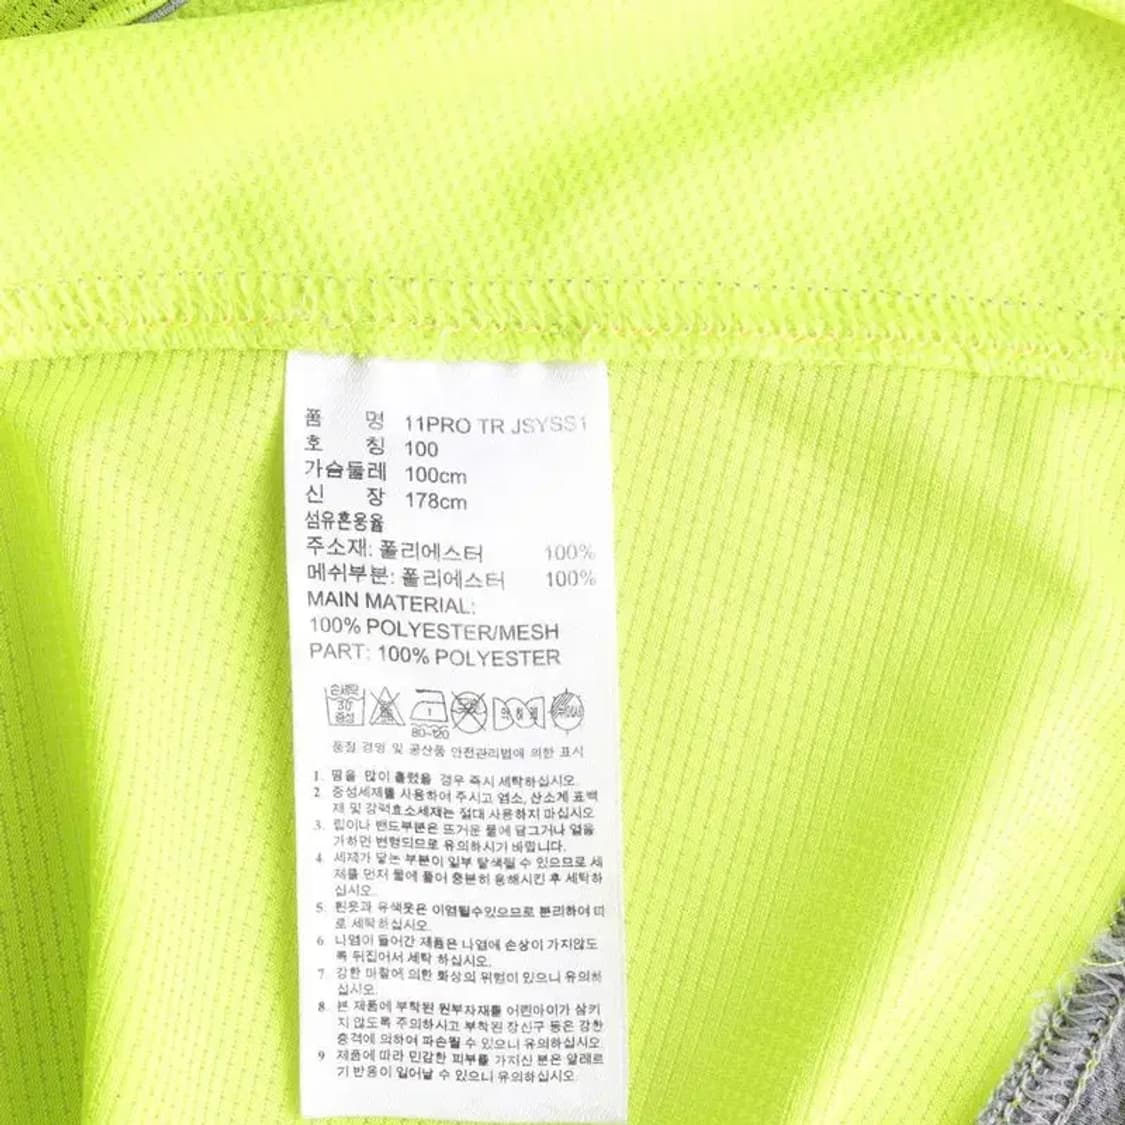 품 명 11PRO TR JSYSS1
호 칭 100
가슴둘레 100cm
신 장 178cm
섬유혼용율
주소재: 폴리에스터 100%
메쉬부분: 폴리에스터 100%
MAIN MATERIAL:
100% POLYESTER/MESH
PART: 100% POLYESTER
손세탁
30
중성
80~120
품질 경영 및 공산품 안전관리법에 의한 표시
1. 땀을 많이 흘렸을 경우 즉시 세탁하십시오.
2 중성세제를 사용하여 주시고 염소, 산소계 표백
제 및 강력효소세제는 절대 사용하지 마십시오
3. 립이나 밴드부분은 뜨거운 물에 담그거나 열을
가하면 변형되므로 유의하시기 바랍니다.
4 세제가 닿는 부분이 일부 탈색될 수 있으므로 세
제를 먼저 물에 풀어 충분히 용해시킨 후 세탁하
십시오.
5. 흰옷과 유색옷은 이염될수있으므로 분리하여 따
로 세탁하십시오.
6 나염이 들어간 제품은 나염에 손상이 가지않도
록 뒤집어서 세탁 하십시오.
7. 강한 마찰에 의한 화상의 위험이 있으니 유의하
십시오.
8. 본 제품에 부착된 원부자재를 어린아이가 삼키
지 않도록 주의하시고 부착된 장신구 등은 강한
충격에 의하여 파손될 수 있으니 유의하십시오.
9 제품에 따라 민감한 피부를 가지신 분은 알레르
기 반응이 일어날 수 있으니 유의하십시오.